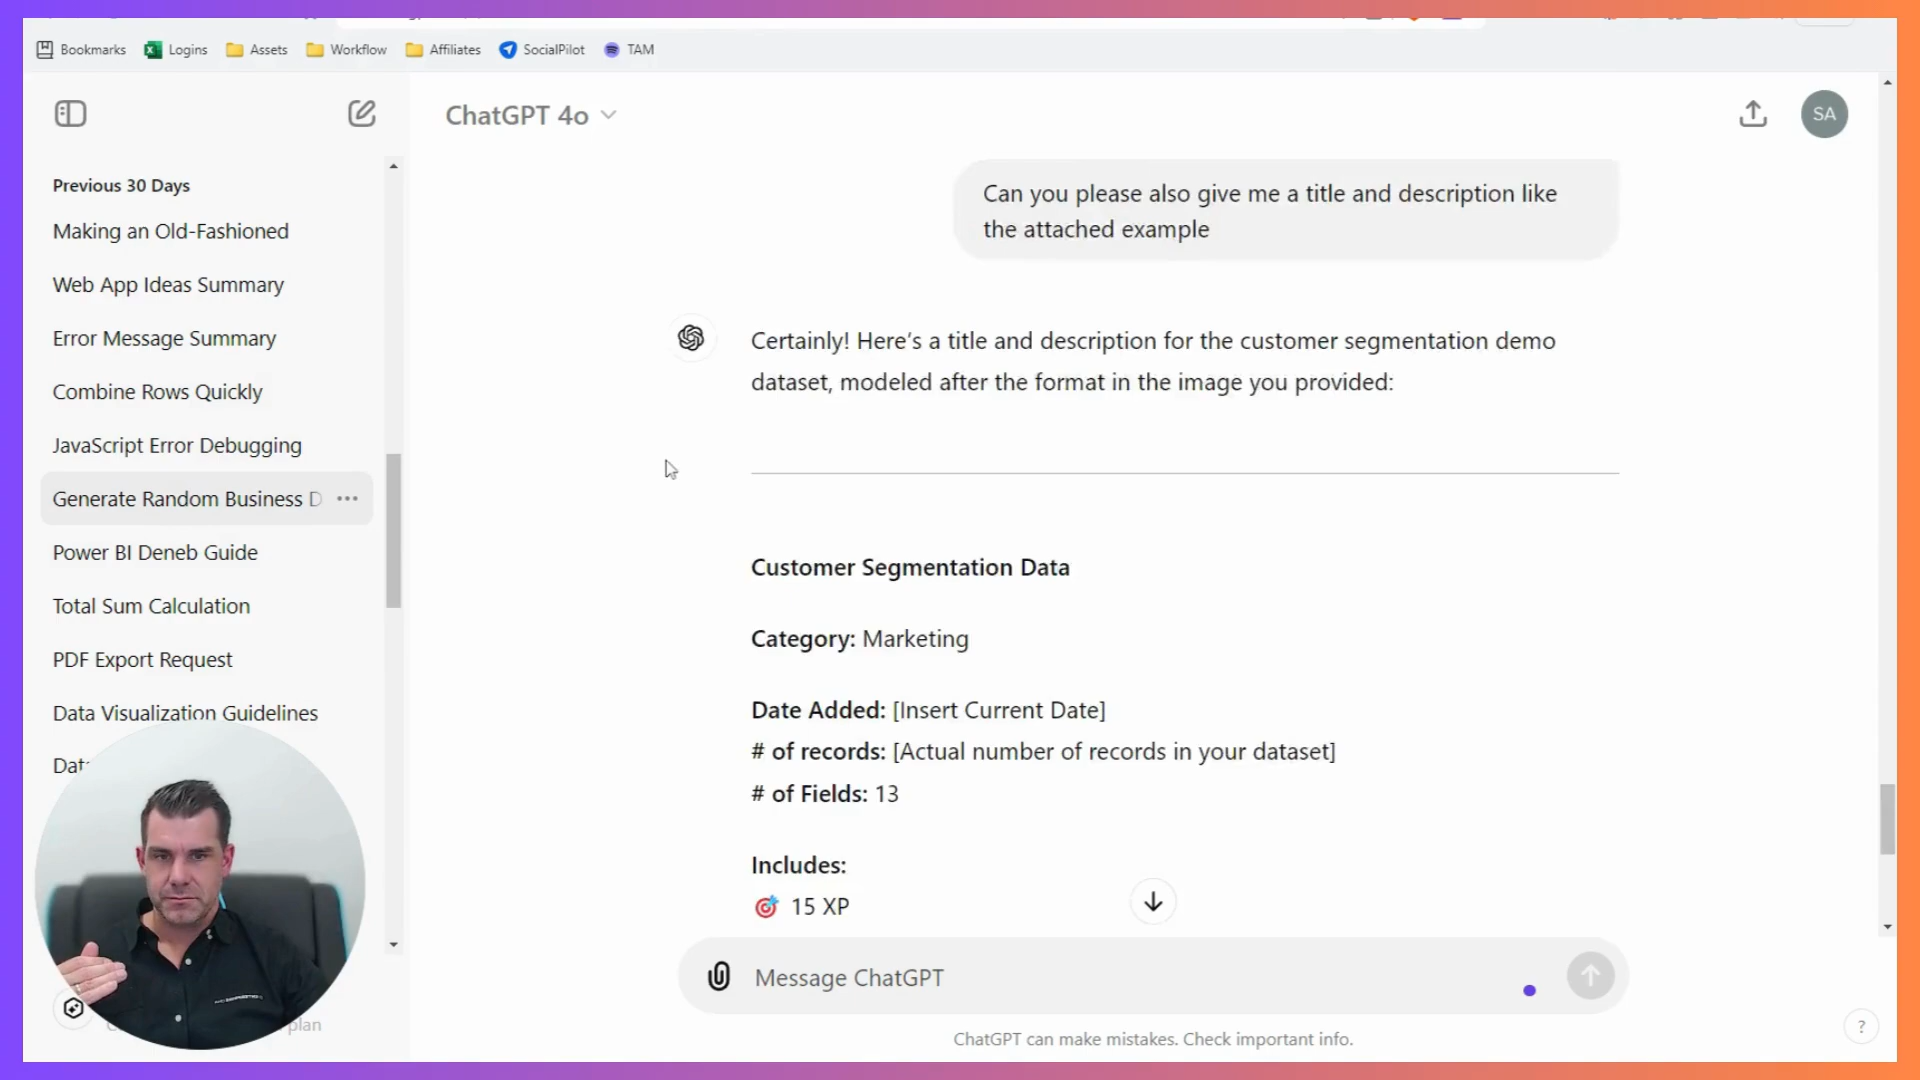 Bookmarks
Logins
Assets
Workflow
Affiliates
SocialPilot
TAM
ChatGPT 4o
SA
Previous 30 Days
Making an Old-Fashioned
Web App Ideas Summary
Error Message Summary
Combine Rows Quickly
JavaScript Error Debugging
Generate Random Business D
Power BI Deneb Guide
Total Sum Calculation
PDF Export Request
Data Visualization Guidelines
plan
Can you please also give me a title and description like
the attached example
Certainly! Here's a title and description for the customer segmentation demo
dataset, modeled after the format in the image you provided:
Customer Segmentation Data
Category: Marketing
Date Added: [Insert Current Date]
# of records: [Actual number of records in your dataset]
# of Fields: 13
Includes:
15 XP
Message ChatGPT
ChatGPT can make mistakes. Check important info.
?